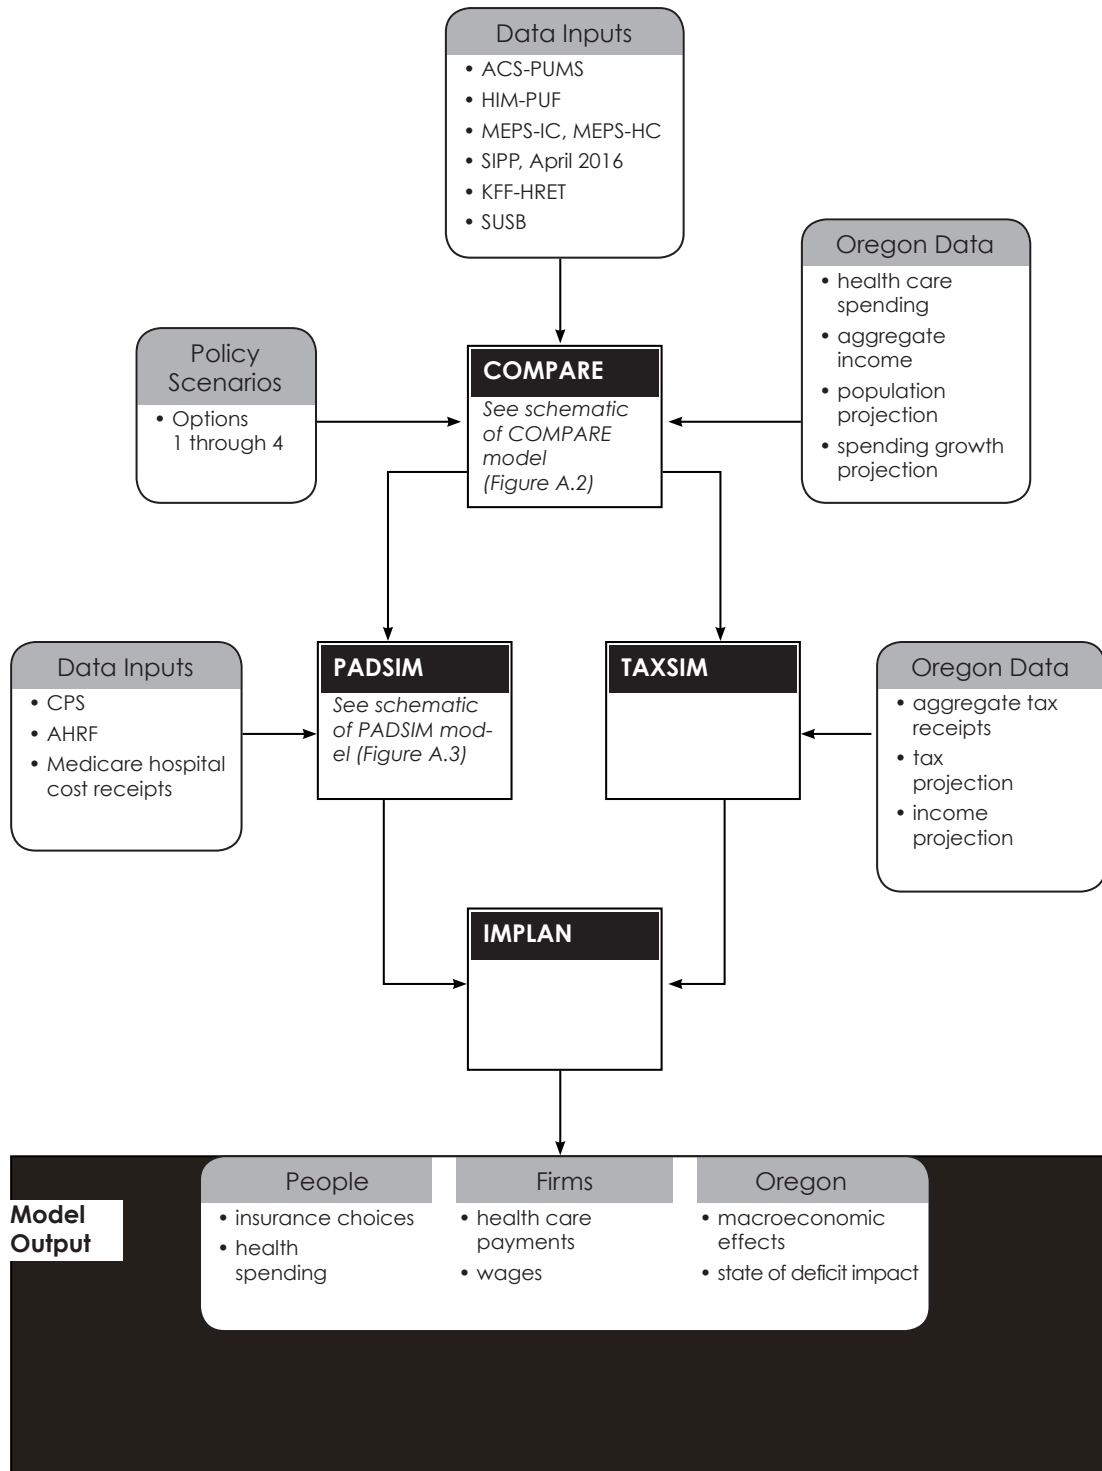 Data Inputs
• ACS-PUMS
• HIM-PUF
• MEPS-IC, MEPS-HC
• SIPP, April 2016
• KFF-HRET
• SUSB
Oregon Data
• health care
spending
• aggregate
income
• population
projection
• spending growth
projection
Policy
Scenarios
• Options
1 through 4
COMPARE
See schematic
of COMPARE
model
(Figure A.2)
Data Inputs
• CPS
• AHRF
• Medicare hospital
cost receipts
PADSIM
See schematic
of PADSIM mod-
el (Figure A.3)
TAXSIM
Oregon Data
• aggregate tax
receipts
• tax
projection
• income
projection
IMPLAN
Model
Output
People
• insurance choices
• health
spending
Firms
• health care
payments
• wages
Oregon
• macroeconomic
effects
• state of deficit impact